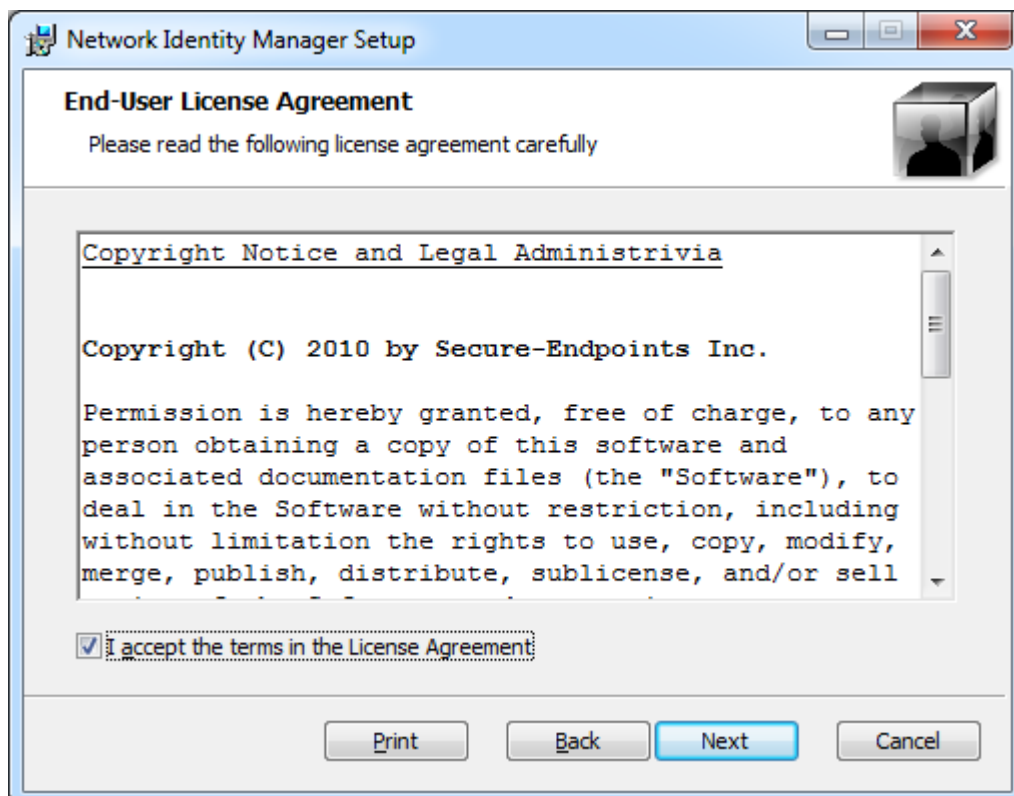 Network Identity Manager Setup
End-User License Agreement
Please read the following license agreement carefully
Copyright Notice and Legal Administrivia
Copyright (C) 2010 by Secure-Endpoints Inc.
Permission is hereby granted, free of charge, to any
person obtaining a copy of this software and
associated documentation files (the "Software"), to
deal in the Software without restriction, including
without limitation the rights to use, copy, modify,
merge, publish, distribute, sublicense, and/or sell
I accept the terms in the License Agreement
Print Back Next Cancel